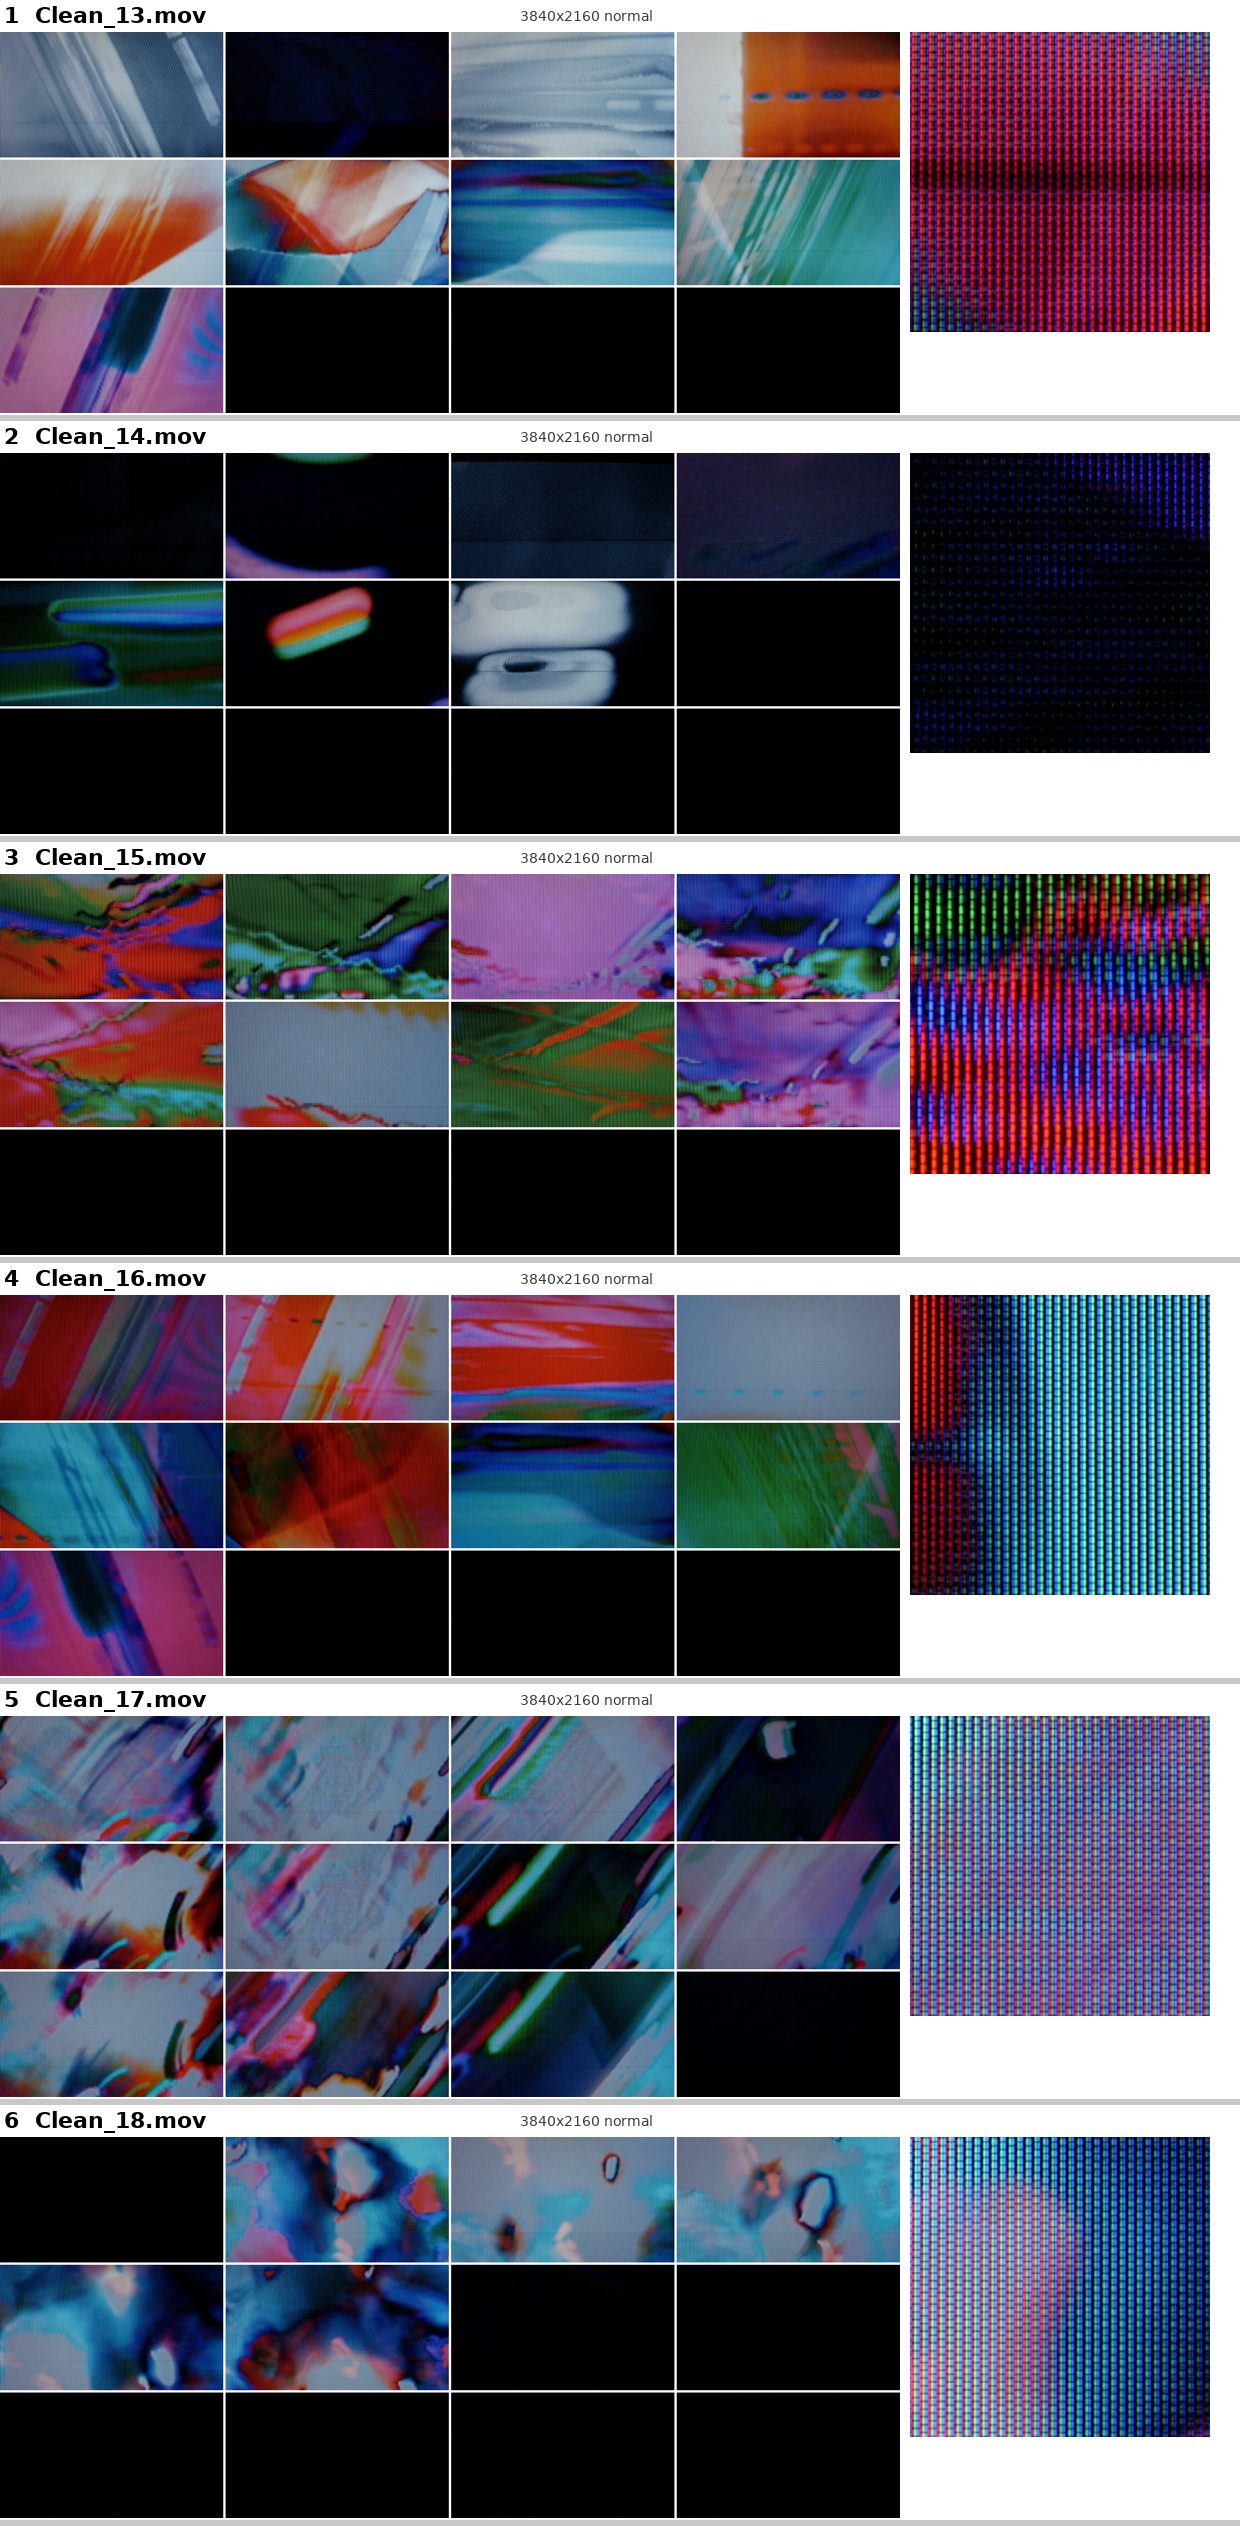 1 Clean_13.mov 3840x2160 normal
2 Clean_14.mov 3840x2160 normal
3 Clean_15.mov 3840x2160 normal
4 Clean_16.mov 3840x2160 normal
5 Clean_17.mov 3840x2160 normal
6 Clean_18.mov 3840x2160 normal